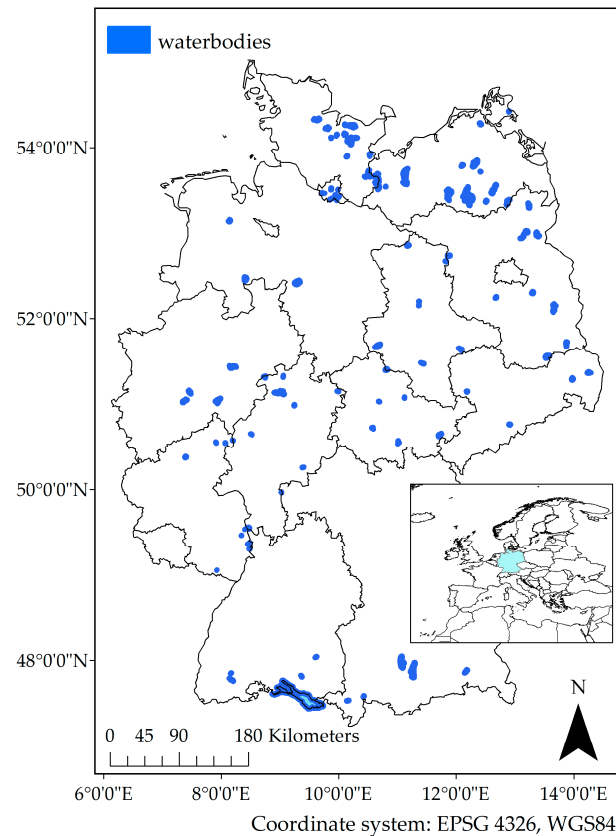 waterbodies
54°0'0"N
52°0'0"N
50°0'0"N
48°0'0"N
N
0 45 90 180 Kilometers
6°0'0"E 8°0'0"E 10°0'0"E 12°0'0"E 14°0'0"E
Coordinate system: EPSG 4326, WGS84